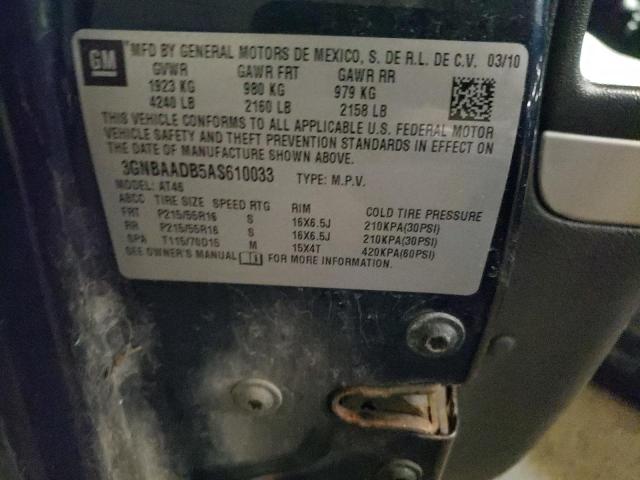 GM
MFD BY GENERAL MOTORS DE MEXICO, S. DE R.L. DE C.V. 03/10
GVWR GAWR FRT GAWR RR
1923 KG 980 KG 979 KG
4240 LB 2160 LB 2158 LB
THIS VEHICLE CONFORMS TO ALL APPLICABLE U.S. FEDERAL MOTOR
VEHICLE SAFETY AND THEFT PREVENTION STANDARDS IN EFFECT ON
THE DATE OF MANUFACTURE SHOWN ABOVE.
3GNBAADB5AS610033 TYPE: M.P.V.
MODEL: AT46
ABCC TIRE SIZE SPEED RTG RIM COLD TIRE PRESSURE
FRT P215/55R16 S 16X6.5J 210KPA(30PSI)
RR P215/55R16 S 16X6.5J 210KPA(30PSI)
SPA T115/70D15 M 15X4T 420KPA(60PSI)
SEE OWNER'S MANUAL FOR MORE INFORMATION.